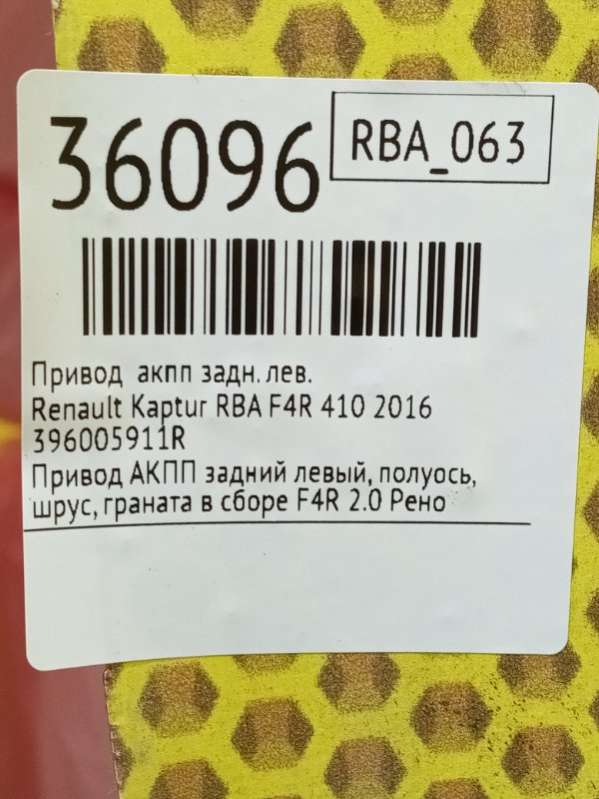 36096
RBA_063
Привод акпп задн. лев.
Renault Kaptur RBA F4R 410 2016
396005911R
Привод АКПП задний левый, полуось,
шрус, граната в сборе F4R 2.0 Рено